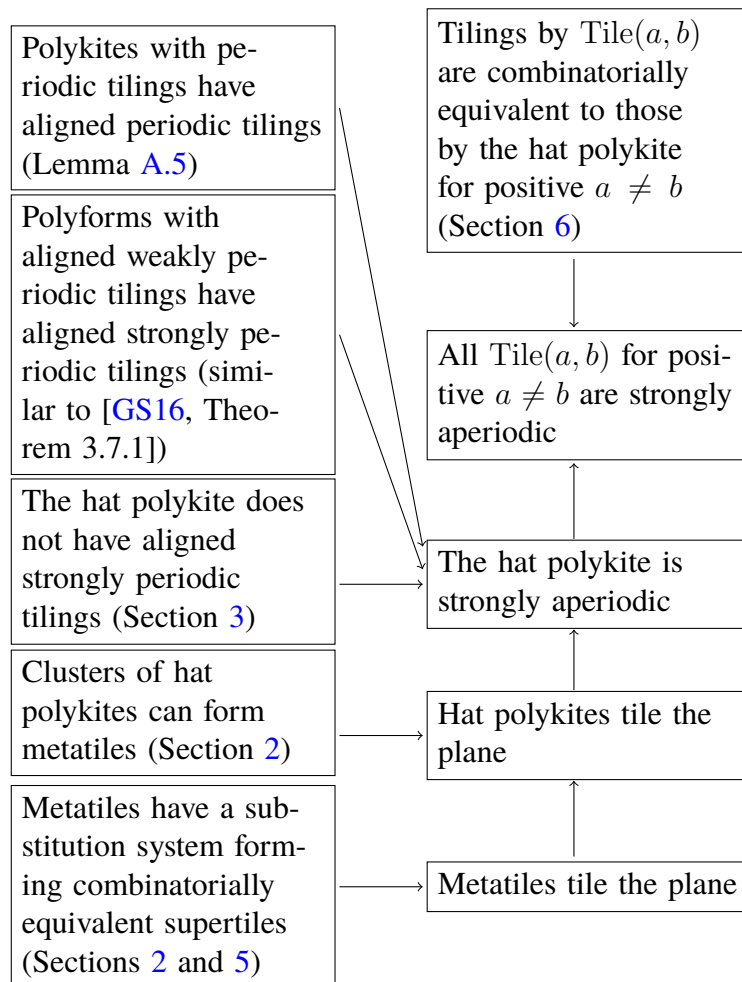 Polykites with pe-
riodic tilings have
aligned periodic tilings
(Lemma A.5)
Polyforms with
aligned weakly pe-
riodic tilings have
aligned strongly pe-
riodic tilings (simi-
lar to [GS16, Theo-
rem 3.7.1])
The hat polykite does
not have aligned
strongly periodic
tilings (Section 3)
Clusters of hat
polykites can form
metatiles (Section 2)
Metatiles have a sub-
stitution system form-
ing combinatorially
equivalent supertiles
(Sections 2 and 5)
Tilings by Tile(a, b)
are combinatorially
equivalent to those
by the hat polykite
for positive a ≠ b
(Section 6)
All Tile(a, b) for posi-
tive a ≠ b are strongly
aperiodic
The hat polykite is
strongly aperiodic
Hat polykites tile the
plane
Metatiles tile the plane